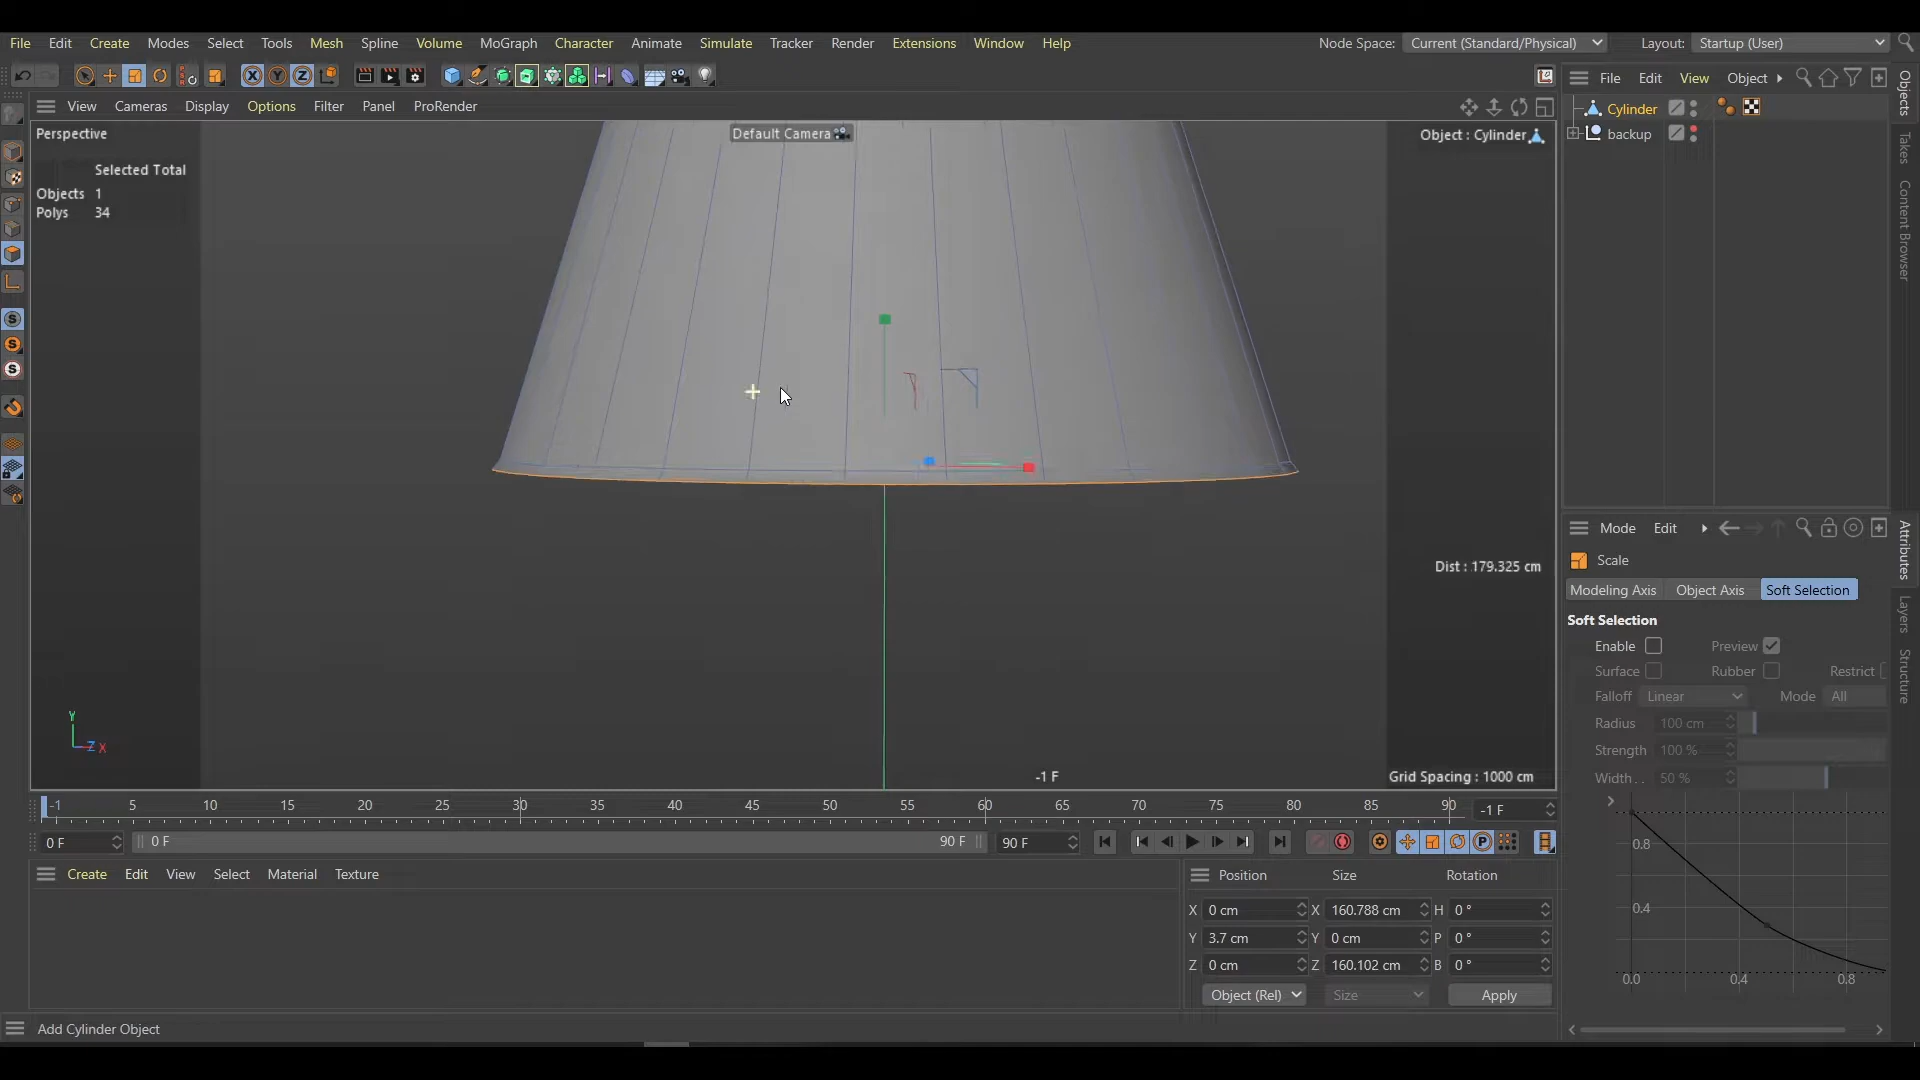 File Edit Create Modes Select Tools Mesh Spline Volume MoGraph Character Animate Simulate Tracker Render Extensions Window Help Node Space: Current (Standard/Physical) Layout: Startup (User)
X Y Z
View Cameras Display Options Filter Panel ProRender
File Edit View Object
Perspective
Default Camera
Object : Cylinder
Cylinder
backup
Selected Total
Objects 1
Polys 34
Objects
Takes
Content Browser
Dist : 179.325 cm
Y
Z X
-1 F
Grid Spacing : 1000 cm
Mode Edit
Scale
Modeling Axis Object Axis Soft Selection
Soft Selection
Enable Preview
Surface Rubber Restrict
Falloff Linear Mode All
Radius 100 cm
Strength 100 %
Width . . 50 %
0.8
0.4
0.0 0.4 0.8
Attributes
Layers
Structure
-1 5 10 15 20 25 30 35 40 45 50 55 60 65 70 75 80 85 90 -1 F
0 F 0 F 90 F 90 F
P
Create Edit View Select Material Texture
Position Size Rotation
X 0 cm X 160.788 cm H 0 °
Y 3.7 cm Y 0 cm P 0 °
Z 0 cm Z 160.102 cm B 0 °
Object (Rel) Size Apply
Add Cylinder Object